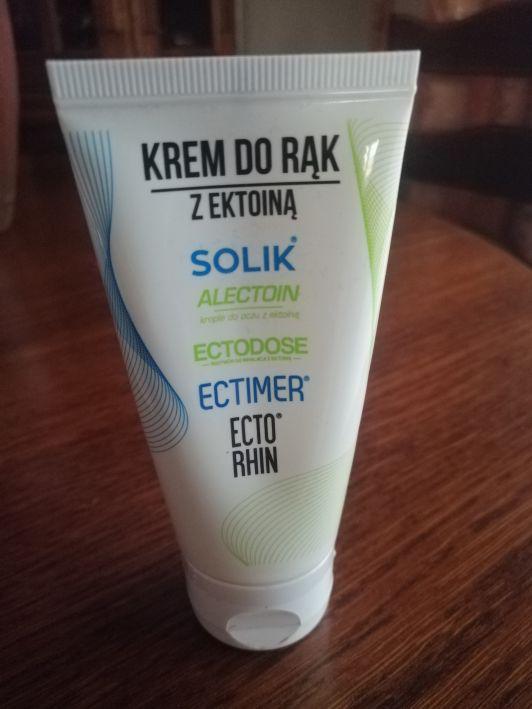 KREM DO RĄK
Z EKTOINĄ
SOLIK®
ALECTOIN
krople do oczu z ektoiną
ECTODOSE
ECTIMER®
ECTO®
RHIN